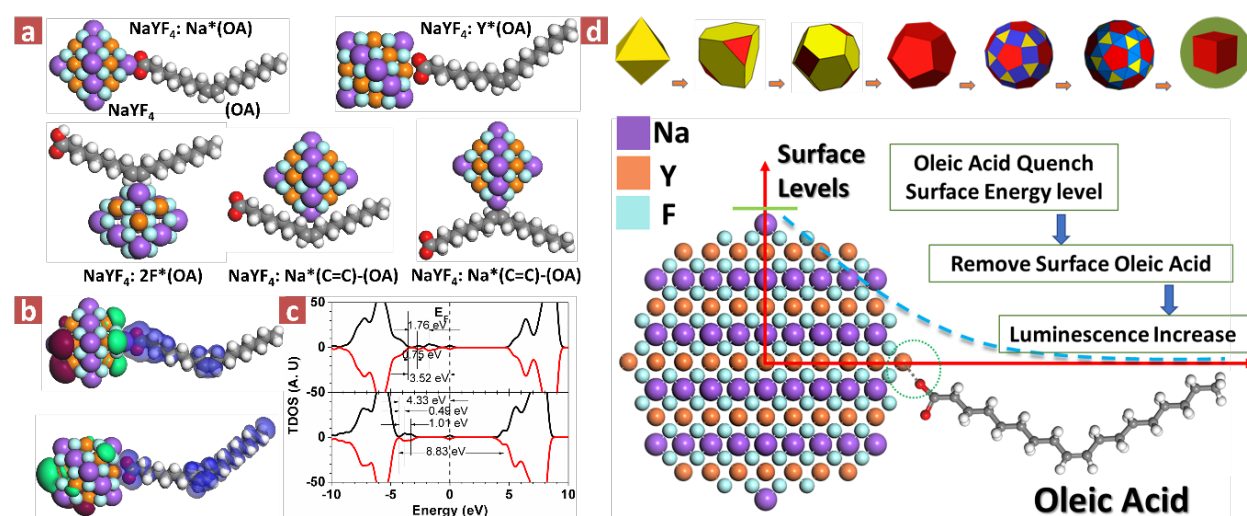 a
NaYF4: Na*(OA)
NaYF4: Y*(OA)
NaYF4
(OA)
NaYF4: 2F*(OA)
NaYF4: Na*(C=C)-(OA)
NaYF4: Na*(C=C)-(OA)
b
c
50
0
-50
50
0
-50
TDOS (A. U)
EF
1.76 eV
0.75 eV
3.52 eV
4.33 eV
0.49 eV
1.01 eV
8.83 eV
-10
-5
0
5
10
Energy (eV)
d
Na
Y
F
Surface
Levels
Oleic Acid Quench
Surface Energy level
Remove Surface Oleic Acid
Luminescence Increase
Oleic Acid